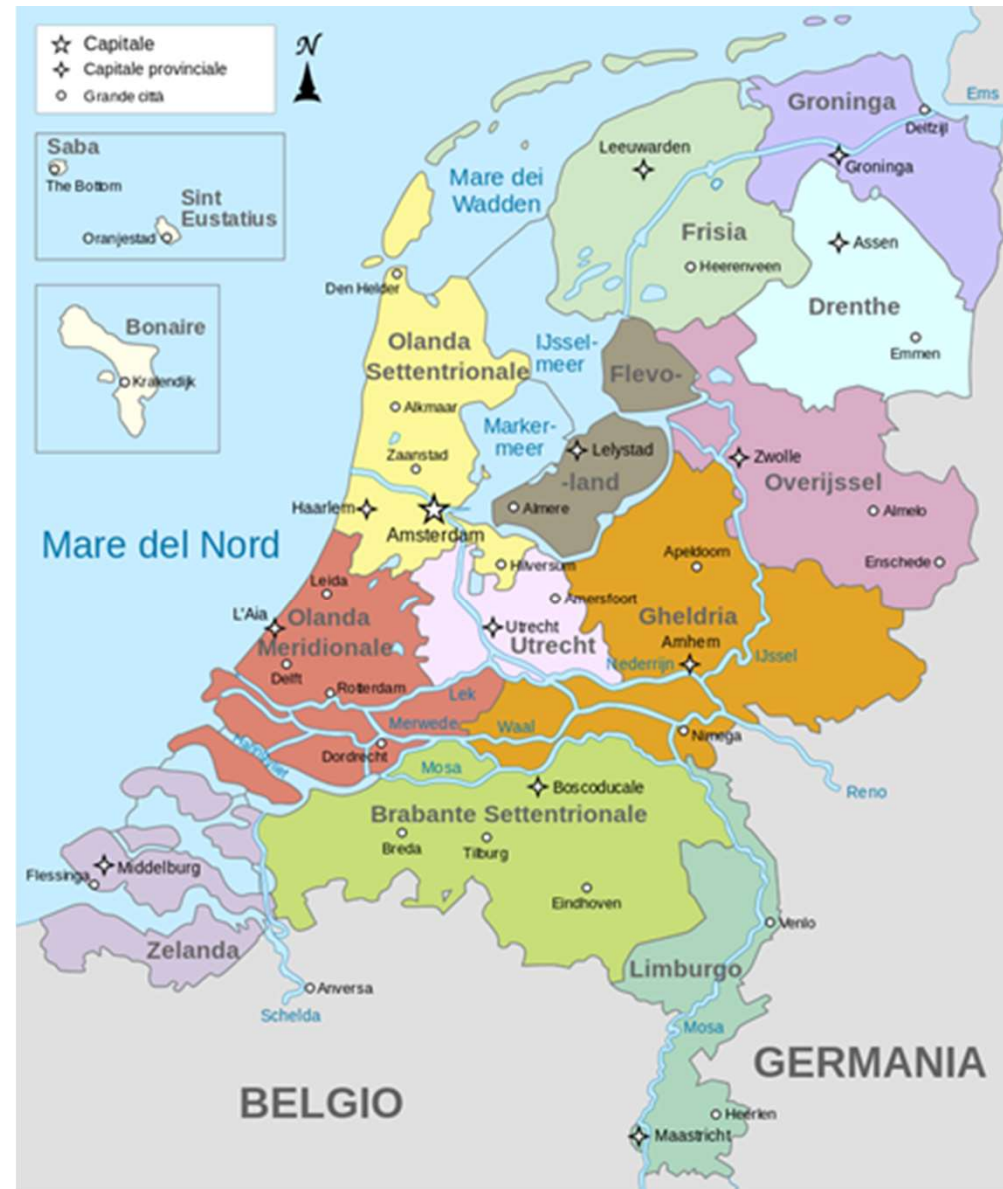 Capitale
Capitale provinciale
Grande città
N
Saba
The Bottom
Sint
Eustatius
Oranjestad
Bonaire
Kralendijk
Groninga
Ems
Delfzijl
Leeuwarden
Groninga
Mare dei
Wadden
Frisia
Assen
Heerenveen
Den Helder
Drenthe
Olanda
Settentrionale
IJssel-
meer
Emmen
Flevo-
Alkmaar
Marker-
meer
Zaanstad
Lelystad
Zwolle
-land
Overijssel
Haarlem
Almere
Almelo
Amsterdam
Mare del Nord
Apeldoorn
Enschede
Hilversum
Leida
Amersfoort
L'Aia
Olanda
Meridionale
Utrecht
Utrecht
Gheldria
Arnhem
Nederrijn
IJssel
Delft
Rotterdam
Lek
Merwede
Waal
Nimega
Dordrecht
Mosa
Boscoducale
Reno
Brabante Settentrionale
Breda
Tilburg
Middelburg
Flessinga
Eindhoven
Venlo
Zelanda
Limburgo
Anversa
Schelda
Mosa
GERMANIA
BELGIO
Heerlen
Maastricht